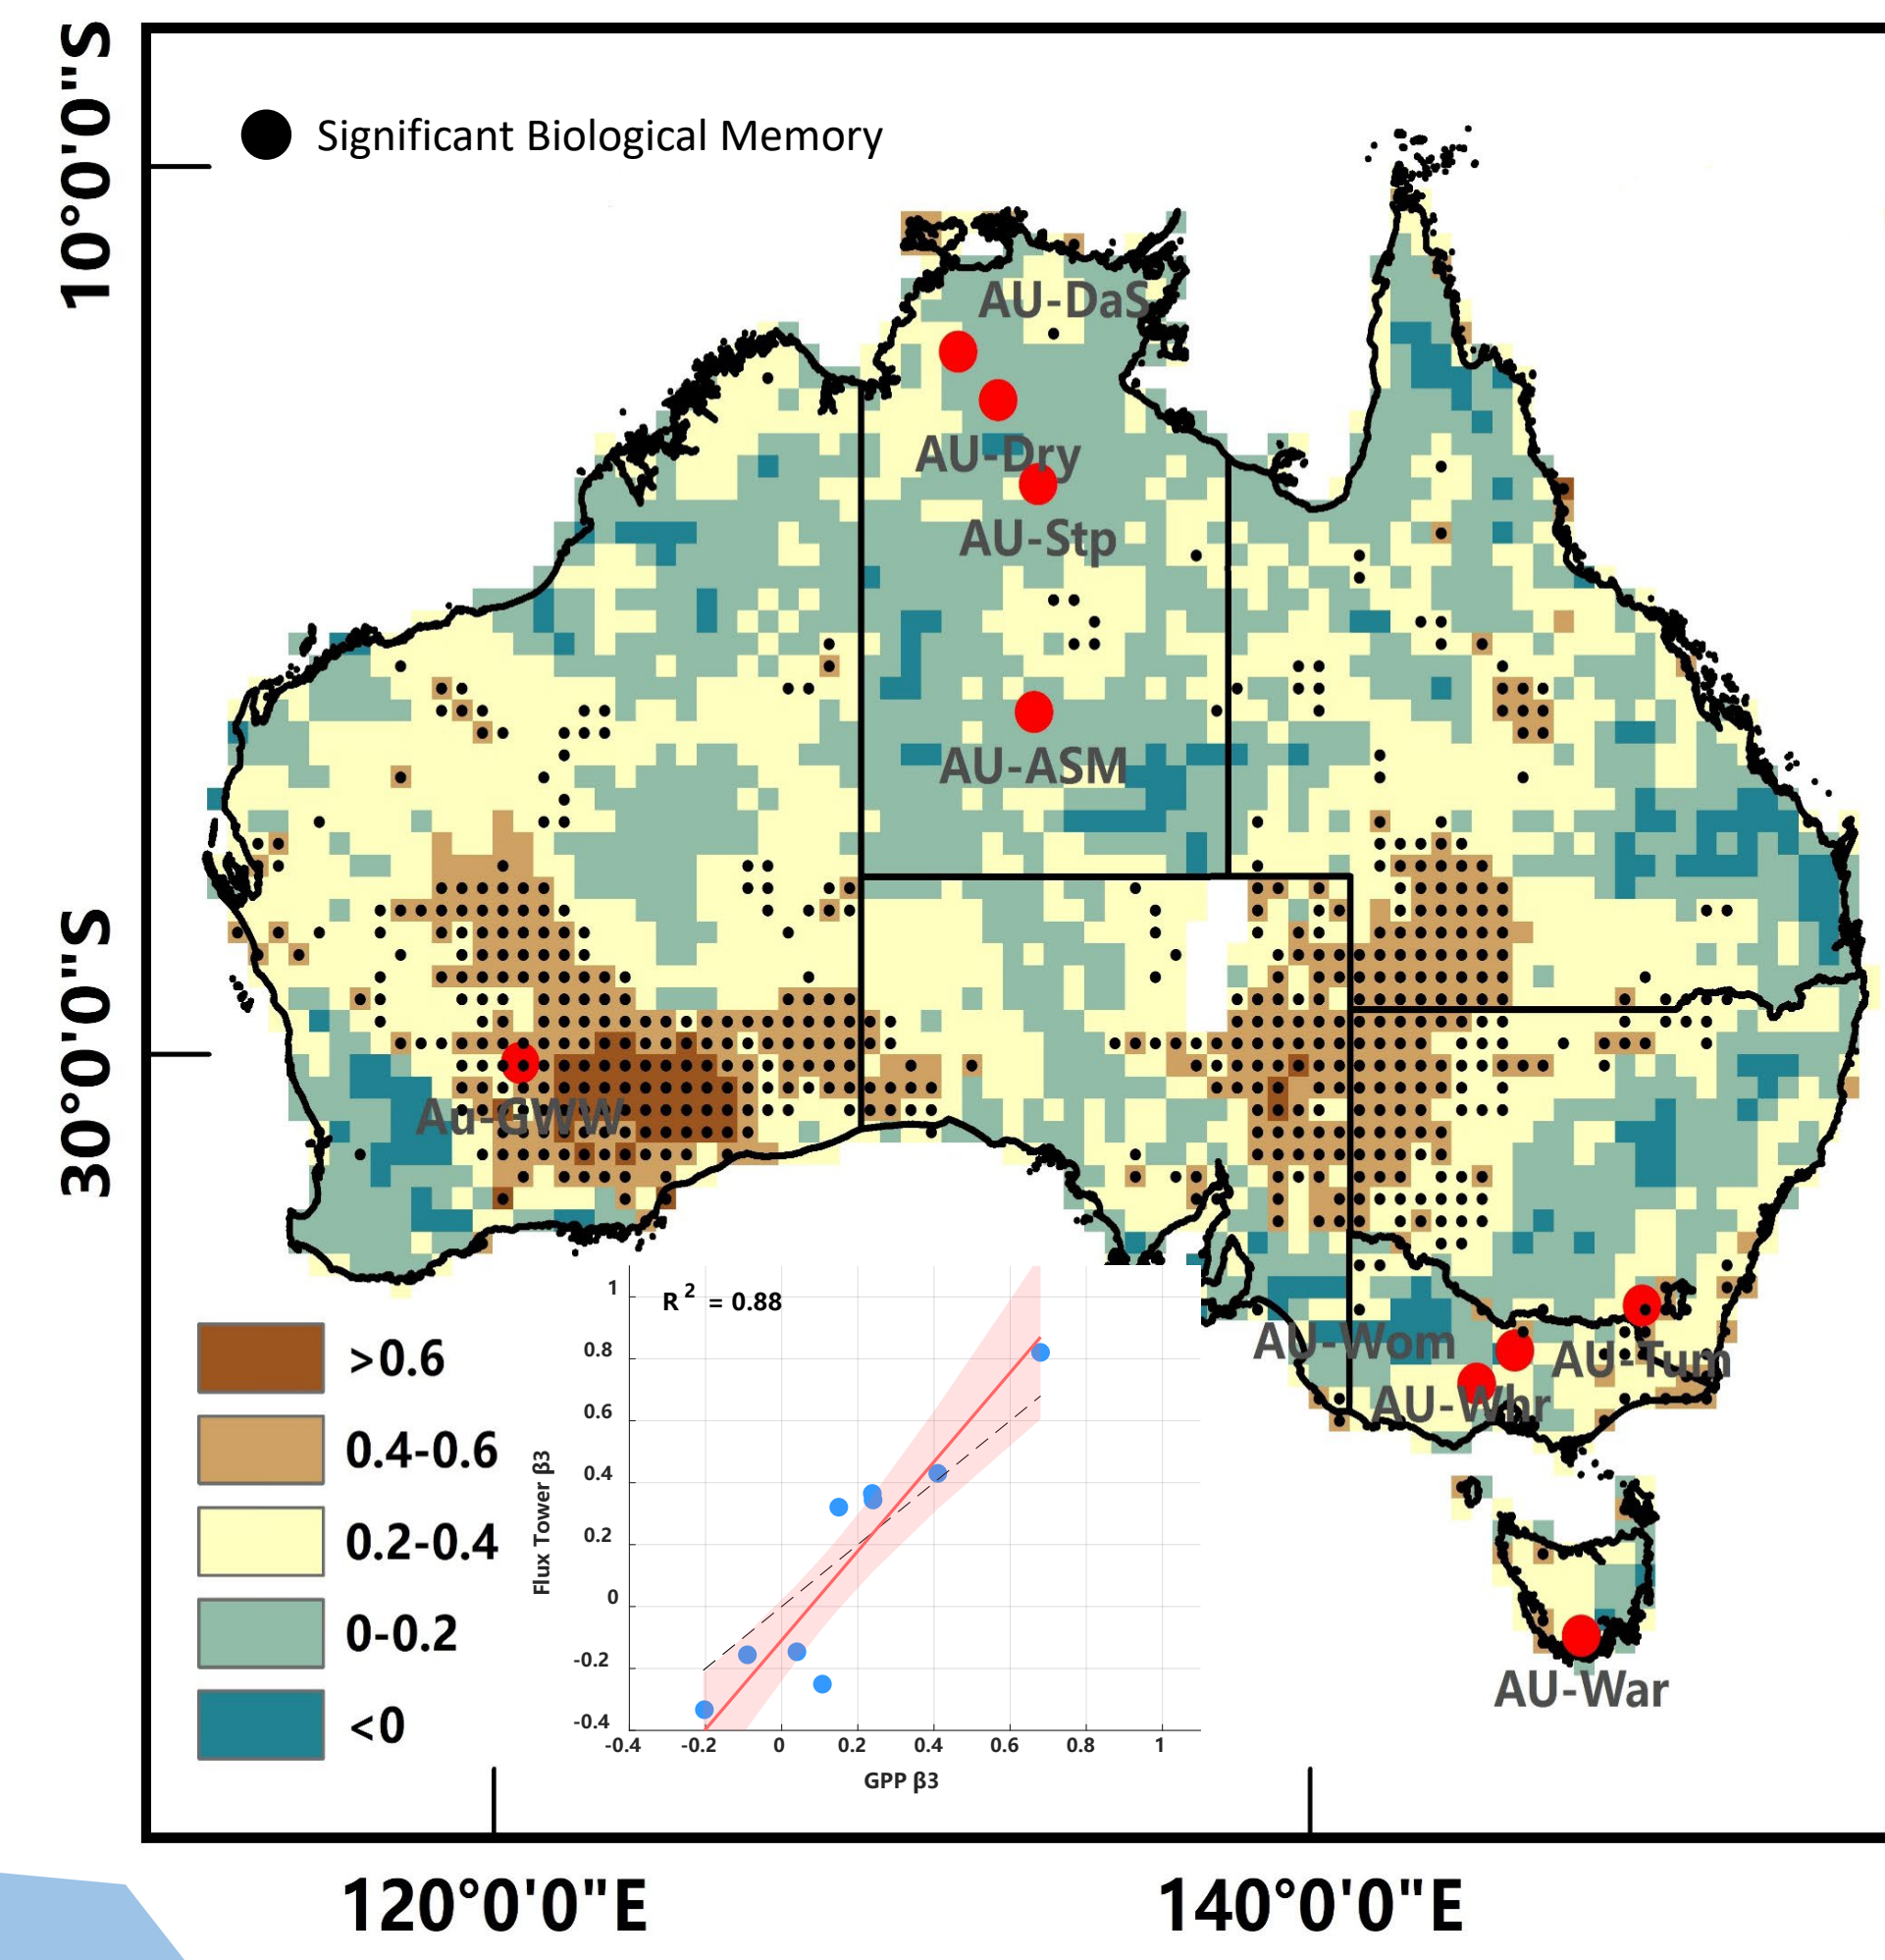 10°0'0"S
Significant Biological Memory
AU-DaS
AU-Dry
AU-Stp
AU-ASM
30°0'0"S
Au-GWW
AU-Wom
AU-Tum
AU-Whr
AU-War
>0.6
0.4-0.6
0.2-0.4
0-0.2
<0
R² = 0.88
1
0.8
0.6
0.4
0.2
0
-0.2
-0.4
Flux Tower β3
-0.4 -0.2 0 0.2 0.4 0.6 0.8 1
GPP β3
120°0'0"E 140°0'0"E